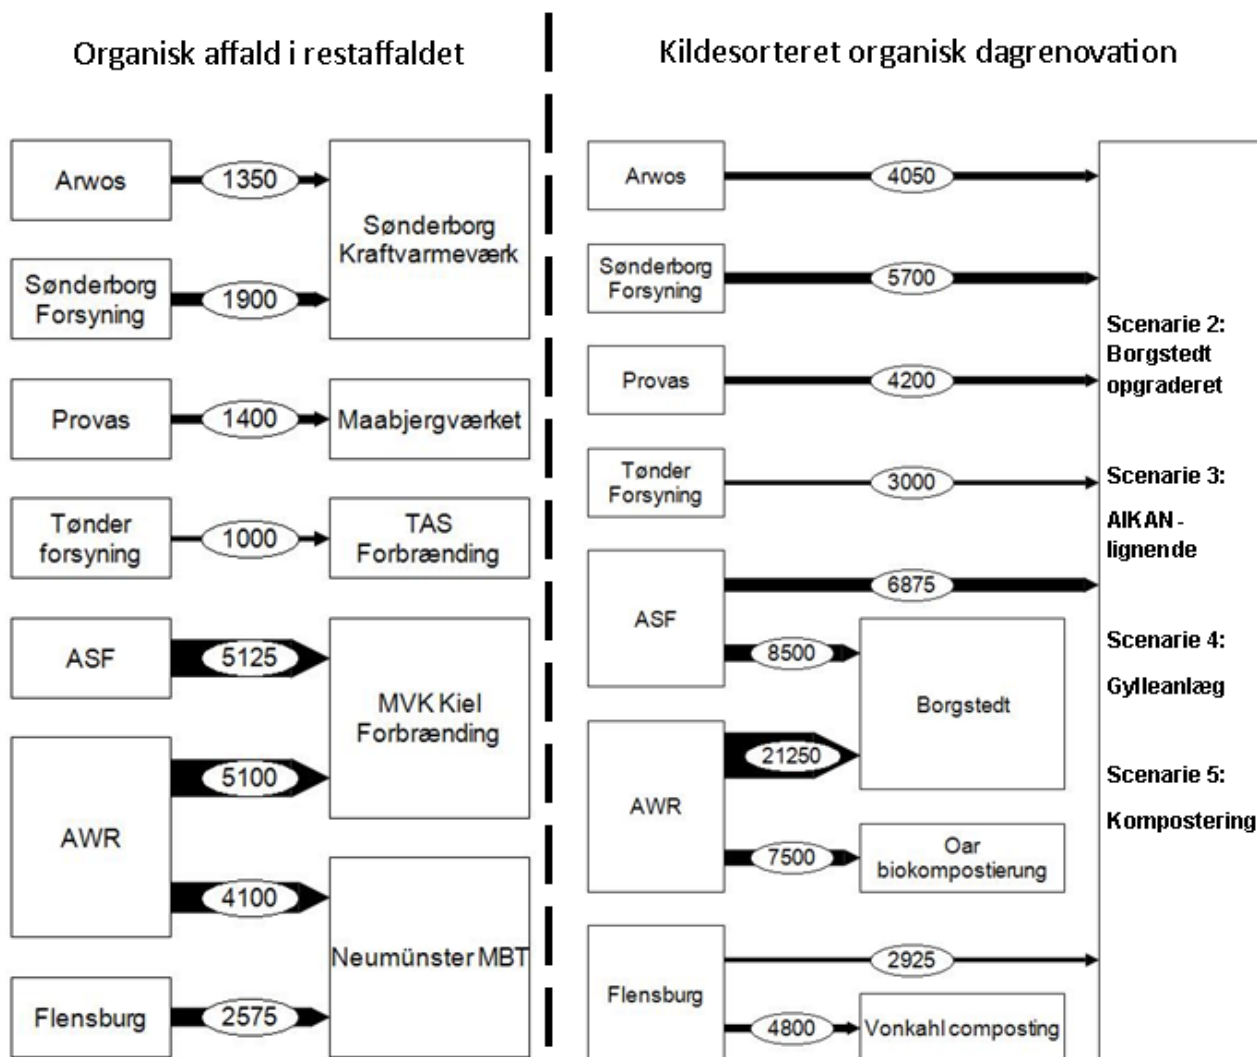 Organisk affald i restaffaldet
Arwos
1350
Sønderborg
Kraftvarmeværk
Sønderborg
Forsyning
1900
Provas
1400
Maabjergværket
Tønder
forsyning
1000
TAS
Forbrænding
ASF
5125
MVK Kiel
Forbrænding
AWR
5100
4100
Neumünster MBT
Flensburg
2575
Kildesorteret organisk dagrenovation
Arwos
4050
Sønderborg
Forsyning
5700
Provas
4200
Tønder
Forsyning
3000
ASF
6875
8500
Borgstedt
AWR
21250
7500
Oar
biokompostierung
Flensburg
2925
4800
Vonkahl composting
Scenarie 2:
Borgstedt
opgraderet
Scenarie 3:
AIKAN -
lignende
Scenarie 4:
Gylleanlæg
Scenarie 5:
Kompostering